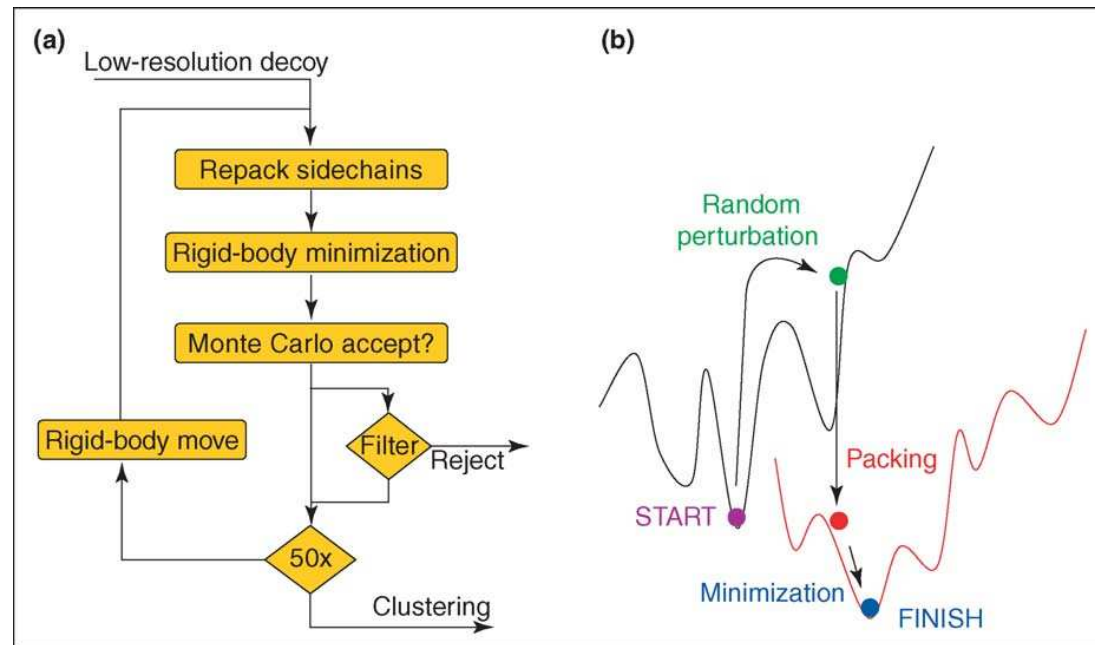 (a)
Low-resolution decoy
Repack sidechains
Rigid-body minimization
Monte Carlo accept?
Rigid-body move
Filter
Reject
50x
Clustering
(b)
Random
perturbation
Packing
START
Minimization
FINISH